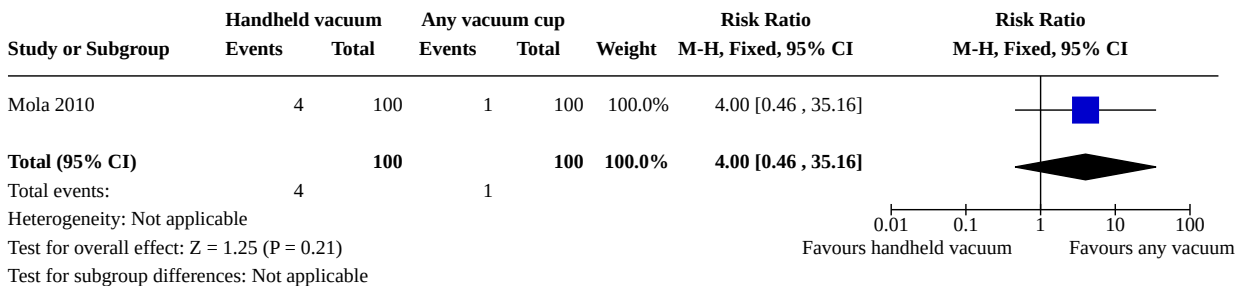 Handheld vacuum Any vacuum cup Risk Ratio Risk Ratio
Study or Subgroup Events Total Events Total Weight M-H, Fixed, 95% CI M-H, Fixed, 95% CI
Mola 2010 4 100 1 100 100.0% 4.00 [0.46 , 35.16]
Total (95% CI) 100 100 100.0% 4.00 [0.46 , 35.16]
Total events: 4 1
Heterogeneity: Not applicable
0.01 0.1 1 10 100
Test for overall effect: Z = 1.25 (P = 0.21)
Favours handheld vacuum Favours any vacuum
Test for subgroup differences: Not applicable